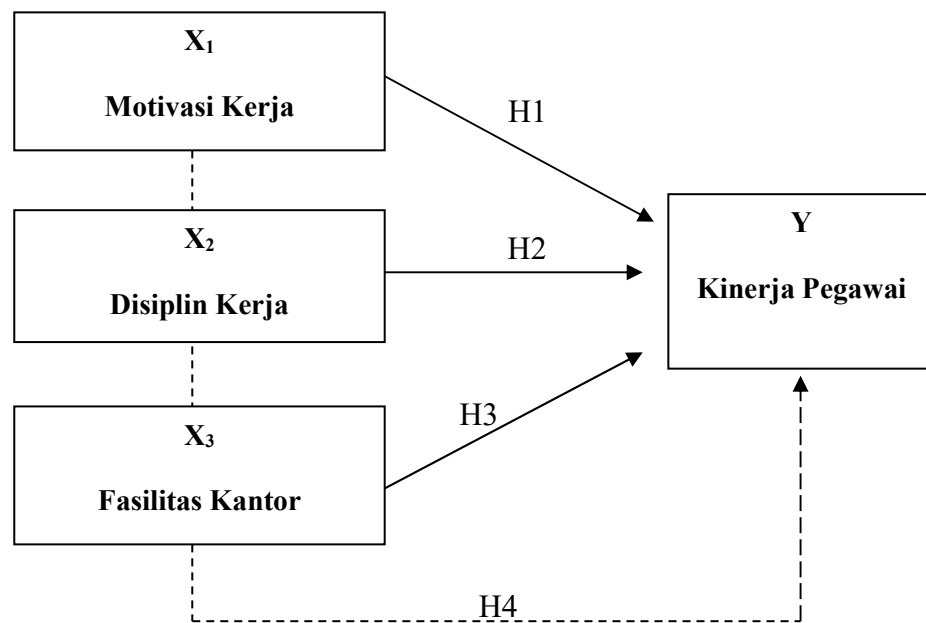 X₁
Motivasi Kerja
H1
X₂
Disiplin Kerja
H2
Y
Kinerja Pegawai
X₃
Fasilitas Kantor
H3
H4